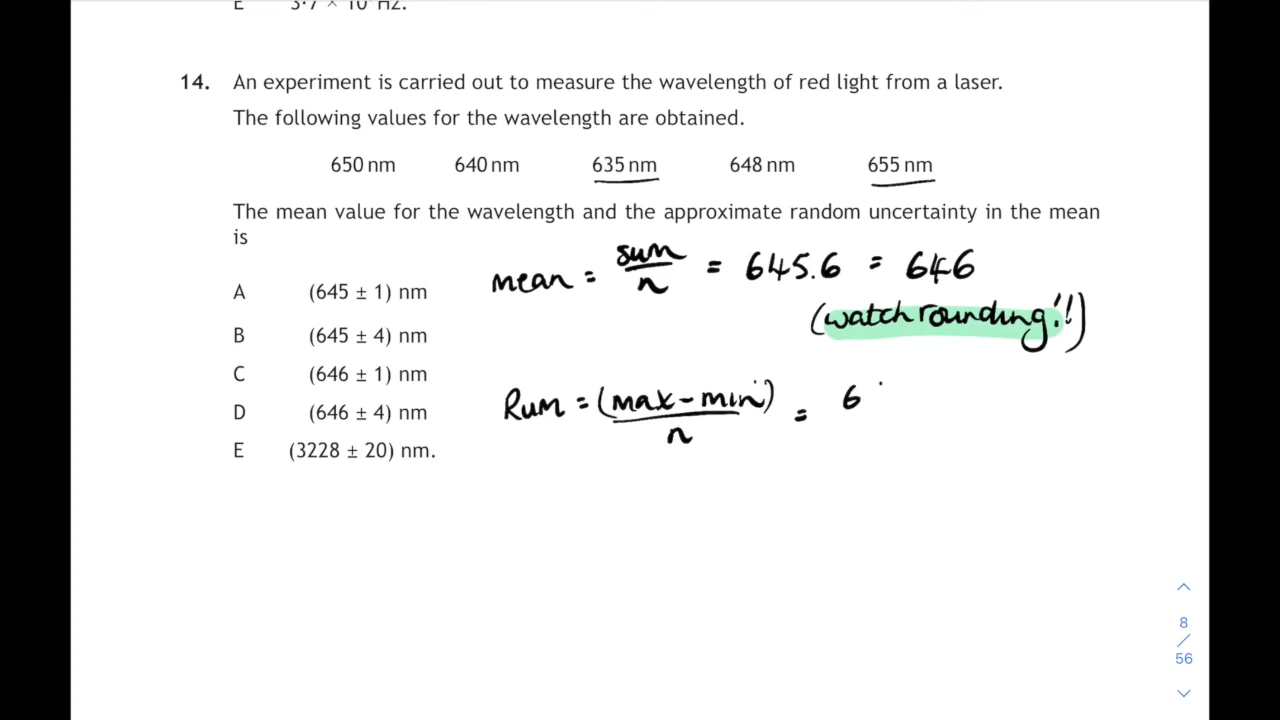 E 3·7 × 10 Hz.
14. An experiment is carried out to measure the wavelength of red light from a laser.
The following values for the wavelength are obtained.
650 nm 640 nm 635 nm 648 nm 655 nm
The mean value for the wavelength and the approximate random uncertainty in the mean
is
mean = sum/n = 645.6 = 646
(watch rounding!!)
A (645 ± 1) nm
B (645 ± 4) nm
C (646 ± 1) nm
D (646 ± 4) nm
E (3228 ± 20) nm.
Rum = (max - min)/n = 6
8
/
56